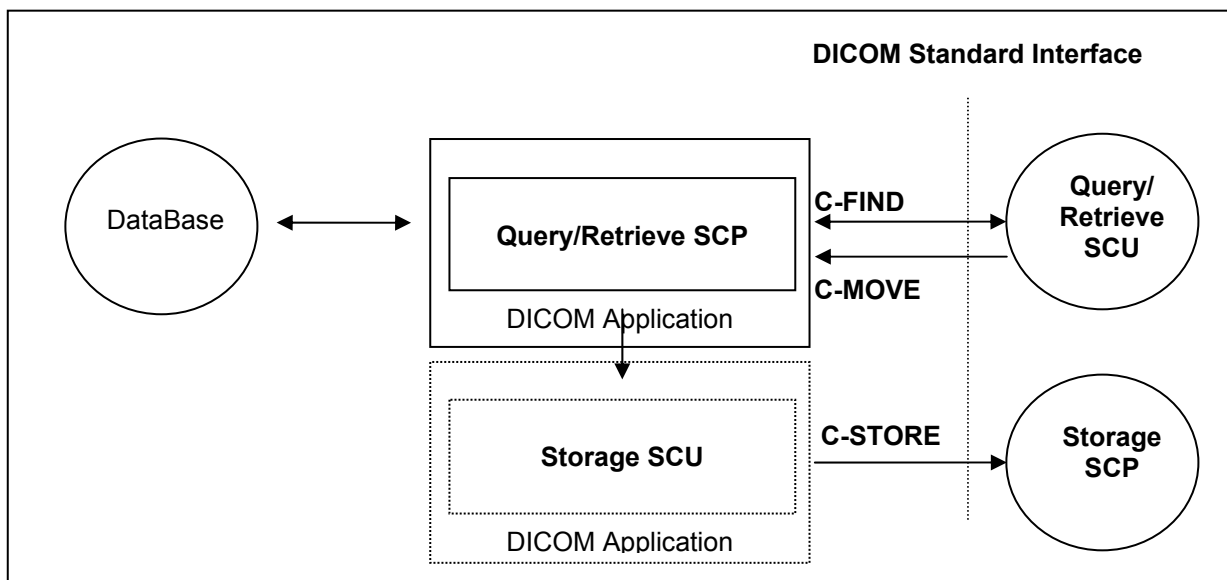 DICOM Standard Interface
DataBase
Query/Retrieve SCP
DICOM Application
C-FIND
C-MOVE
Query/
Retrieve
SCU
Storage SCU
DICOM Application
C-STORE
Storage
SCP